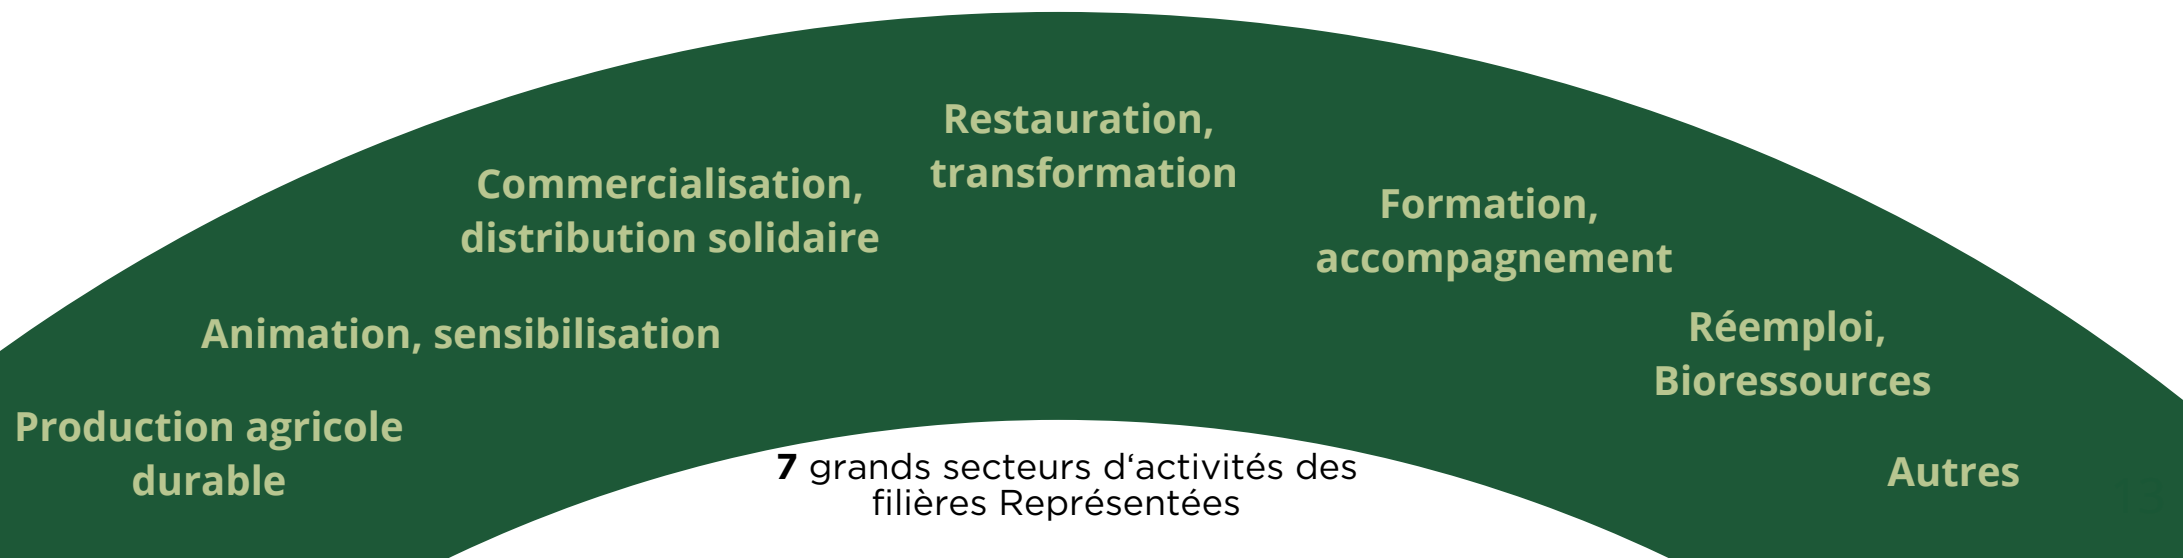 Restauration,
transformation
Commercialisation,
distribution solidaire
Formation,
accompagnement
Animation, sensibilisation
Réemploi,
Bioressources
Production agricole
durable
Autres
7 grands secteurs d‘activités des
filières Représentées
13